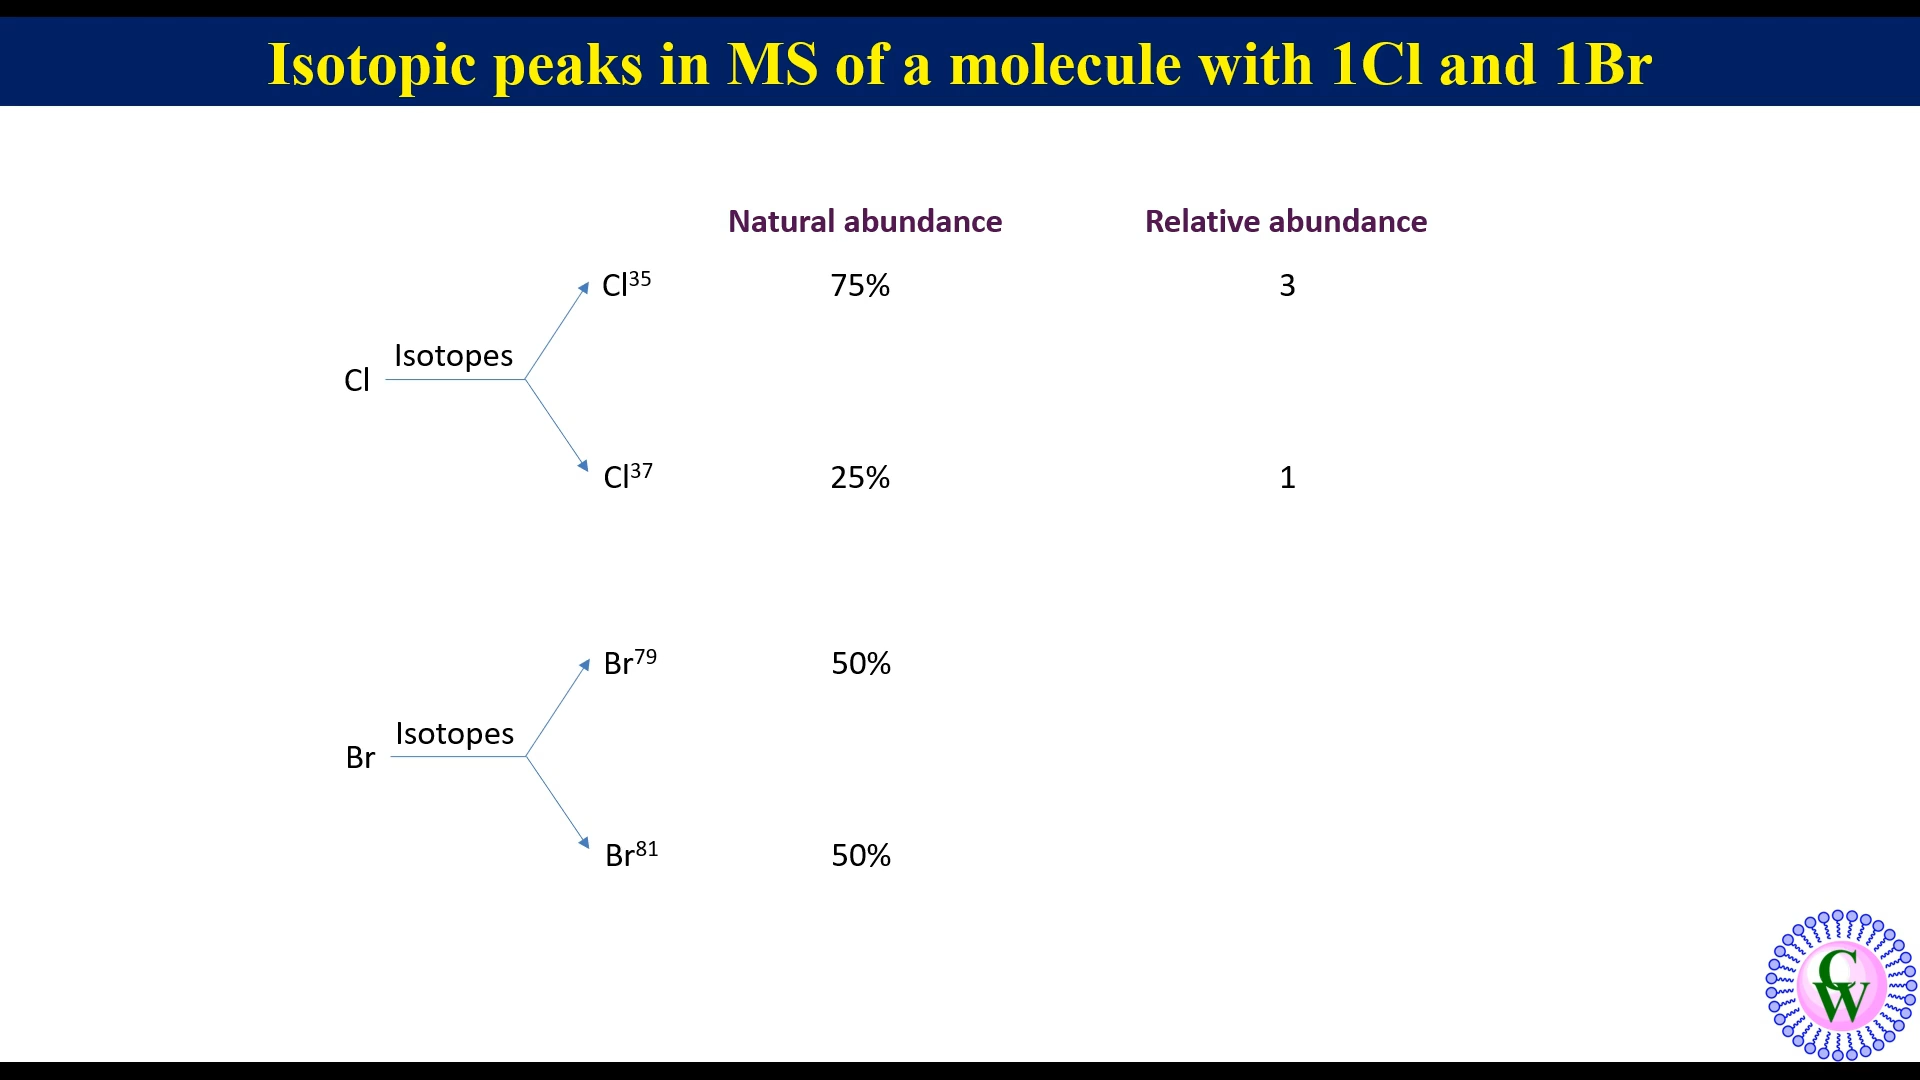 Isotopic peaks in MS of a molecule with 1Cl and 1Br
Natural abundance Relative abundance
Cl³⁵ 75% 3
Isotopes
Cl
Cl³⁷ 25% 1
Br⁷⁹ 50%
Isotopes
Br
Br⁸¹ 50%
CW